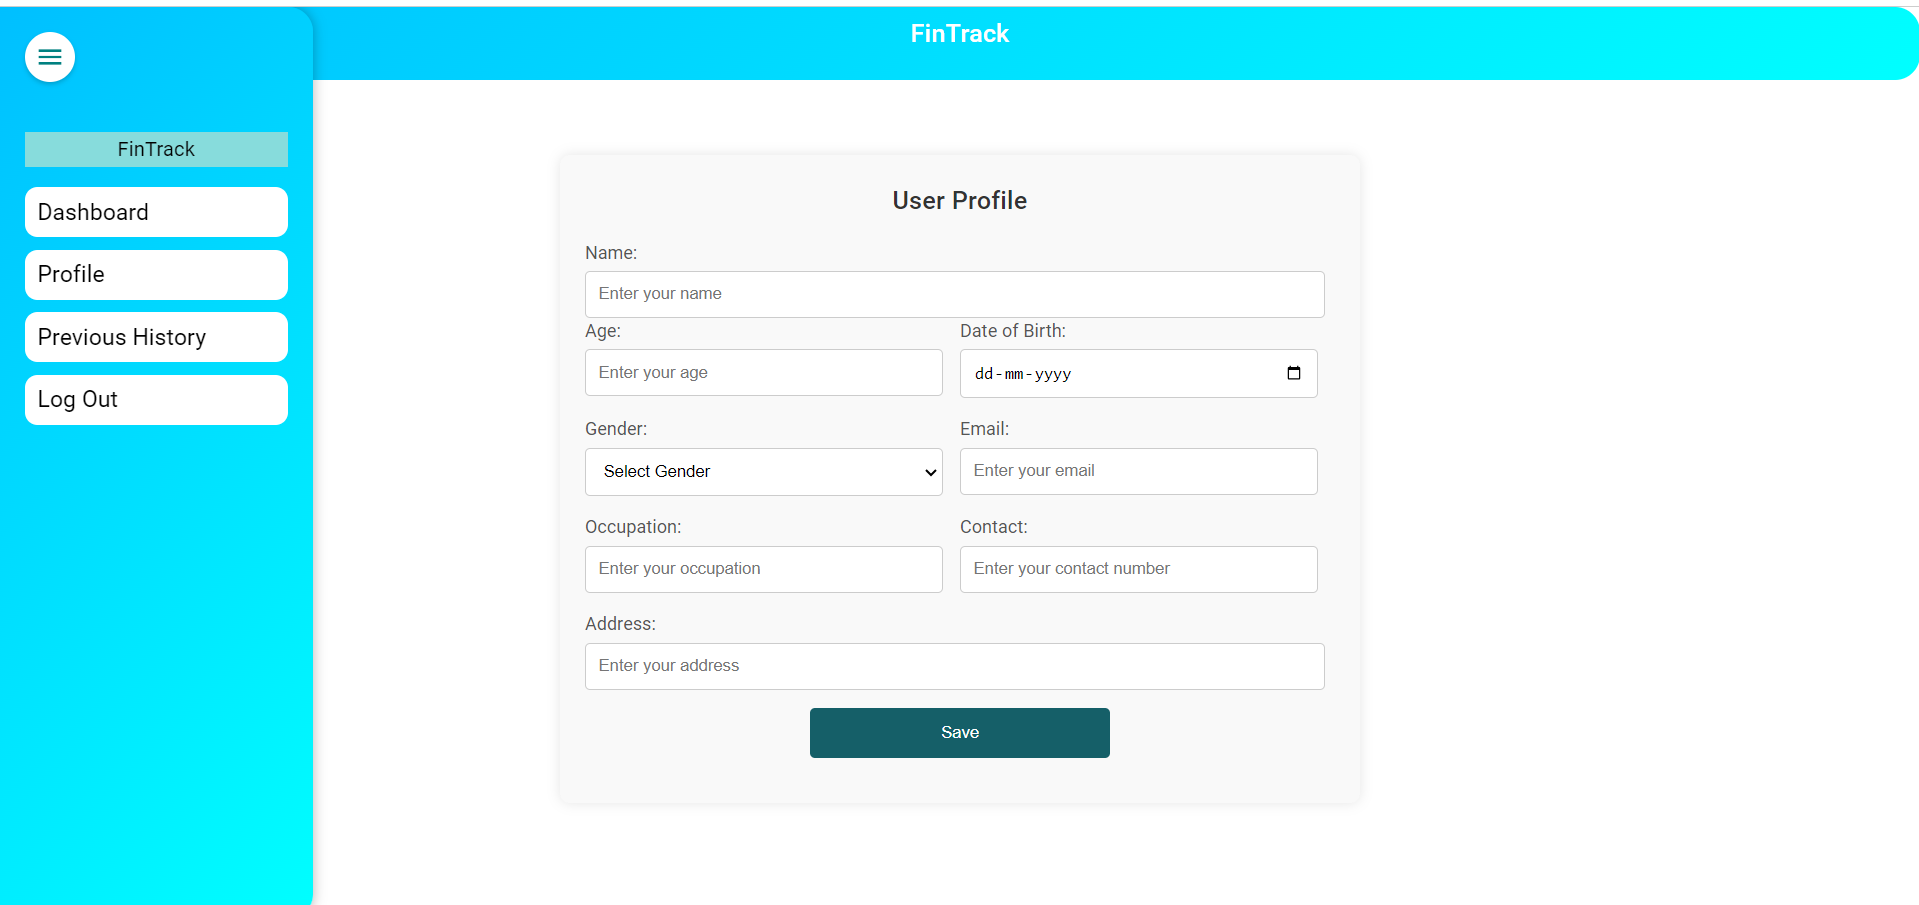 FinTrack
FinTrack
Dashboard
Profile
Previous History
Log Out
User Profile
Name:
Enter your name
Age:
Date of Birth:
Enter your age
dd-mm-yyyy
Gender:
Email:
Select Gender
Enter your email
Occupation:
Contact:
Enter your occupation
Enter your contact number
Address:
Enter your address
Save